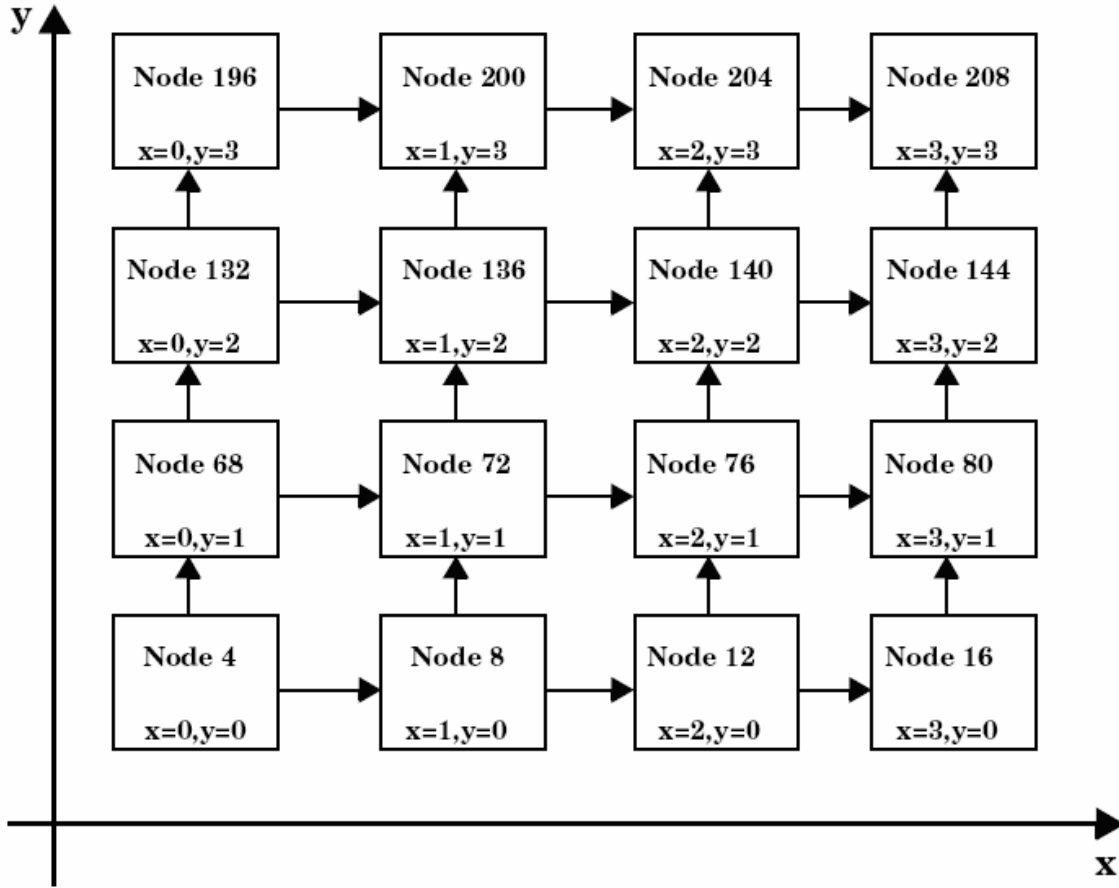 y
Node 196
x=0,y=3
Node 200
x=1,y=3
Node 204
x=2,y=3
Node 208
x=3,y=3
Node 132
x=0,y=2
Node 136
x=1,y=2
Node 140
x=2,y=2
Node 144
x=3,y=2
Node 68
x=0,y=1
Node 72
x=1,y=1
Node 76
x=2,y=1
Node 80
x=3,y=1
Node 4
x=0,y=0
Node 8
x=1,y=0
Node 12
x=2,y=0
Node 16
x=3,y=0
x